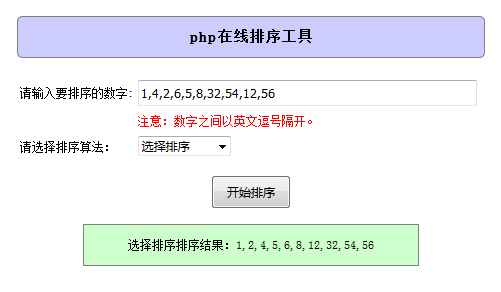 php在线排序工具
请输入要排序的数字: 1,4,2,6,5,8,32,54,12,56
注意：数字之间以英文逗号隔开。
请选择排序算法： 选择排序
开始排序
选择排序排序结果：1,2,4,5,6,8,12,32,54,56